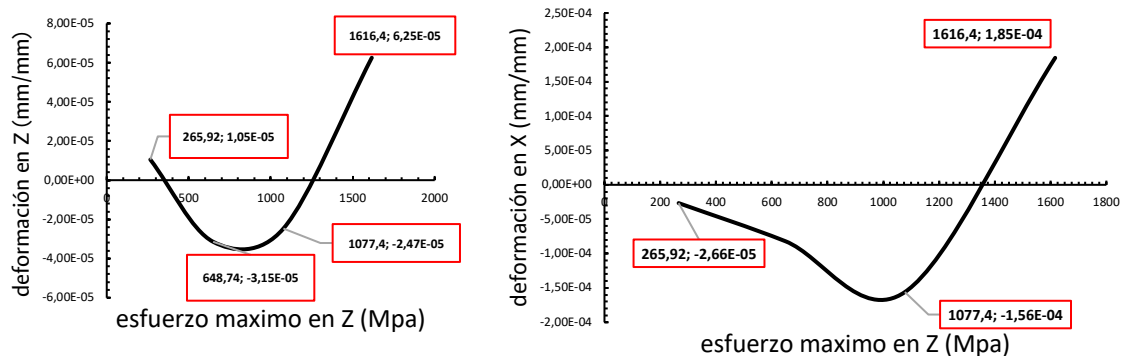 deformación en Z (mm/mm)
8,00E-05
6,00E-05
4,00E-05
2,00E-05
0,00E+00
-2,00E-05
-4,00E-05
-6,00E-05
1616,4; 6,25E-05
265,92; 1,05E-05
0 500 1000 1500 2000
1077,4; -2,47E-05
648,74; -3,15E-05
esfuerzo maximo en Z (Mpa)
deformación en X (mm/mm)
2,50E-04
2,00E-04
1,50E-04
1,00E-04
5,00E-05
0,00E+00
-5,00E-05
-1,00E-04
-1,50E-04
-2,00E-04
1616,4; 1,85E-04
0 200 400 600 800 1000 1200 1400 1600 1800
265,92; -2,66E-05
1077,4; -1,56E-04
esfuerzo maximo en Z (Mpa)